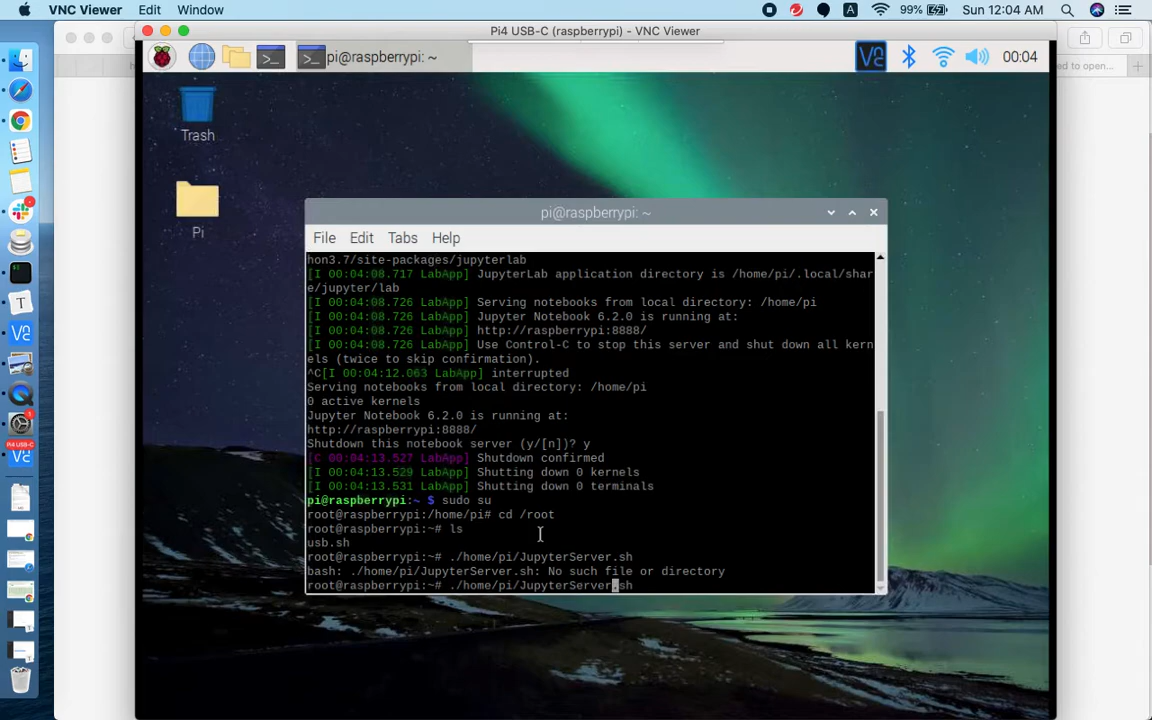 VNC Viewer Edit Window 99% Sun 12:04 AM
Pi4 USB-C (raspberrypi) - VNC Viewer
pi@raspberrypi: ~ 00:04
ed to open...
Trash
Pi
pi@raspberrypi: ~
File Edit Tabs Help
hon3.7/site-packages/jupyterlab
[I 00:04:08.717 LabApp] JupyterLab application directory is /home/pi/.local/shar
e/jupyter/lab
[I 00:04:08.726 LabApp] Serving notebooks from local directory: /home/pi
[I 00:04:08.726 LabApp] Jupyter Notebook 6.2.0 is running at:
[I 00:04:08.726 LabApp] http://raspberrypi:8888/
[I 00:04:08.726 LabApp] Use Control-C to stop this server and shut down all kern
els (twice to skip confirmation).
^C[I 00:04:12.063 LabApp] interrupted
Serving notebooks from local directory: /home/pi
0 active kernels
Jupyter Notebook 6.2.0 is running at:
http://raspberrypi:8888/
Shutdown this notebook server (y/[n])? y
[C 00:04:13.527 LabApp] Shutdown confirmed
[I 00:04:13.529 LabApp] Shutting down 0 kernels
[I 00:04:13.531 LabApp] Shutting down 0 terminals
pi@raspberrypi:~ $ sudo su
root@raspberrypi:/home/pi# cd /root
root@raspberrypi:~# ls
usb.sh
root@raspberrypi:~# ./home/pi/JupyterServer.sh
bash: ./home/pi/JupyterServer.sh: No such file or directory
root@raspberrypi:~# ./home/pi/JupyterServer.sh
Pi4 USB-C